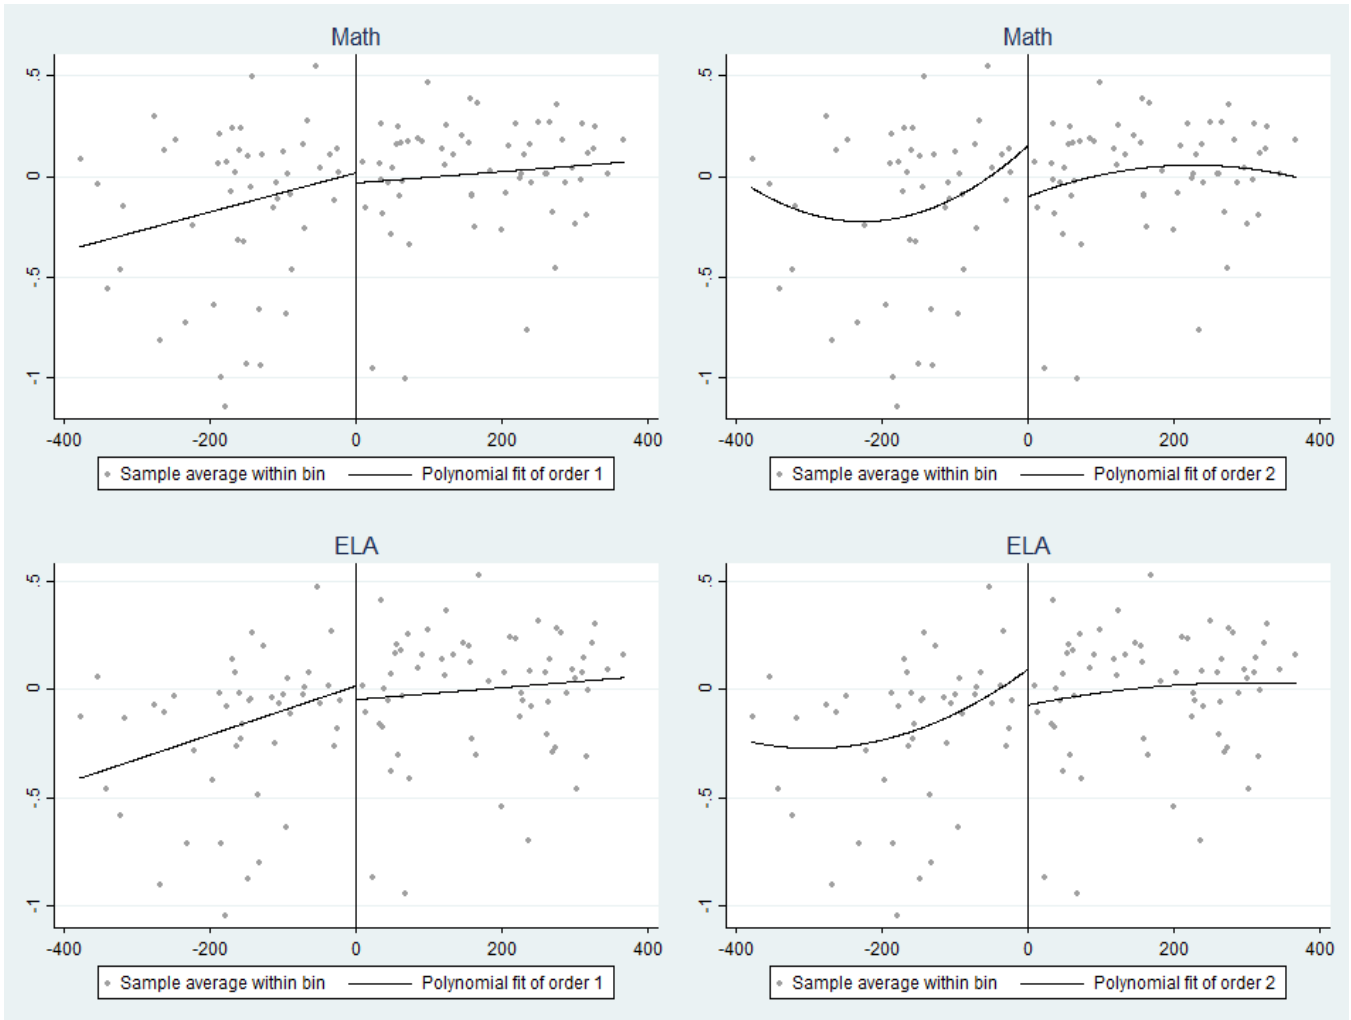 Math
.5
0
-.5
-1
-400 -200 0 200 400
Sample average within bin Polynomial fit of order 1
Math
.5
0
-.5
-1
-400 -200 0 200 400
Sample average within bin Polynomial fit of order 2
ELA
.5
0
-.5
-1
-400 -200 0 200 400
Sample average within bin Polynomial fit of order 1
ELA
.5
0
-.5
-1
-400 -200 0 200 400
Sample average within bin Polynomial fit of order 2